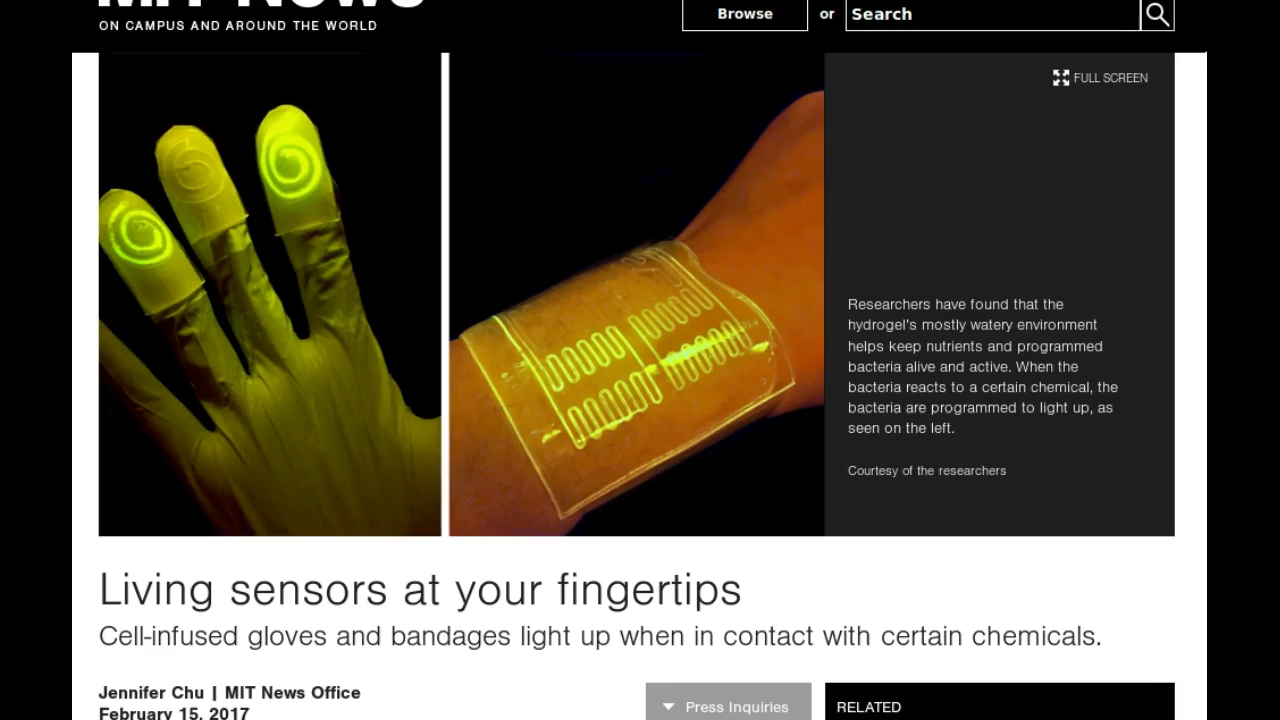 MIT News
ON CAMPUS AND AROUND THE WORLD
Browse or Search
FULL SCREEN
Researchers have found that the
hydrogel's mostly watery environment
helps keep nutrients and programmed
bacteria alive and active. When the
bacteria reacts to a certain chemical, the
bacteria are programmed to light up, as
seen on the left.
Courtesy of the researchers
Living sensors at your fingertips
Cell-infused gloves and bandages light up when in contact with certain chemicals.
Jennifer Chu | MIT News Office
February 15, 2017
Press Inquiries
RELATED